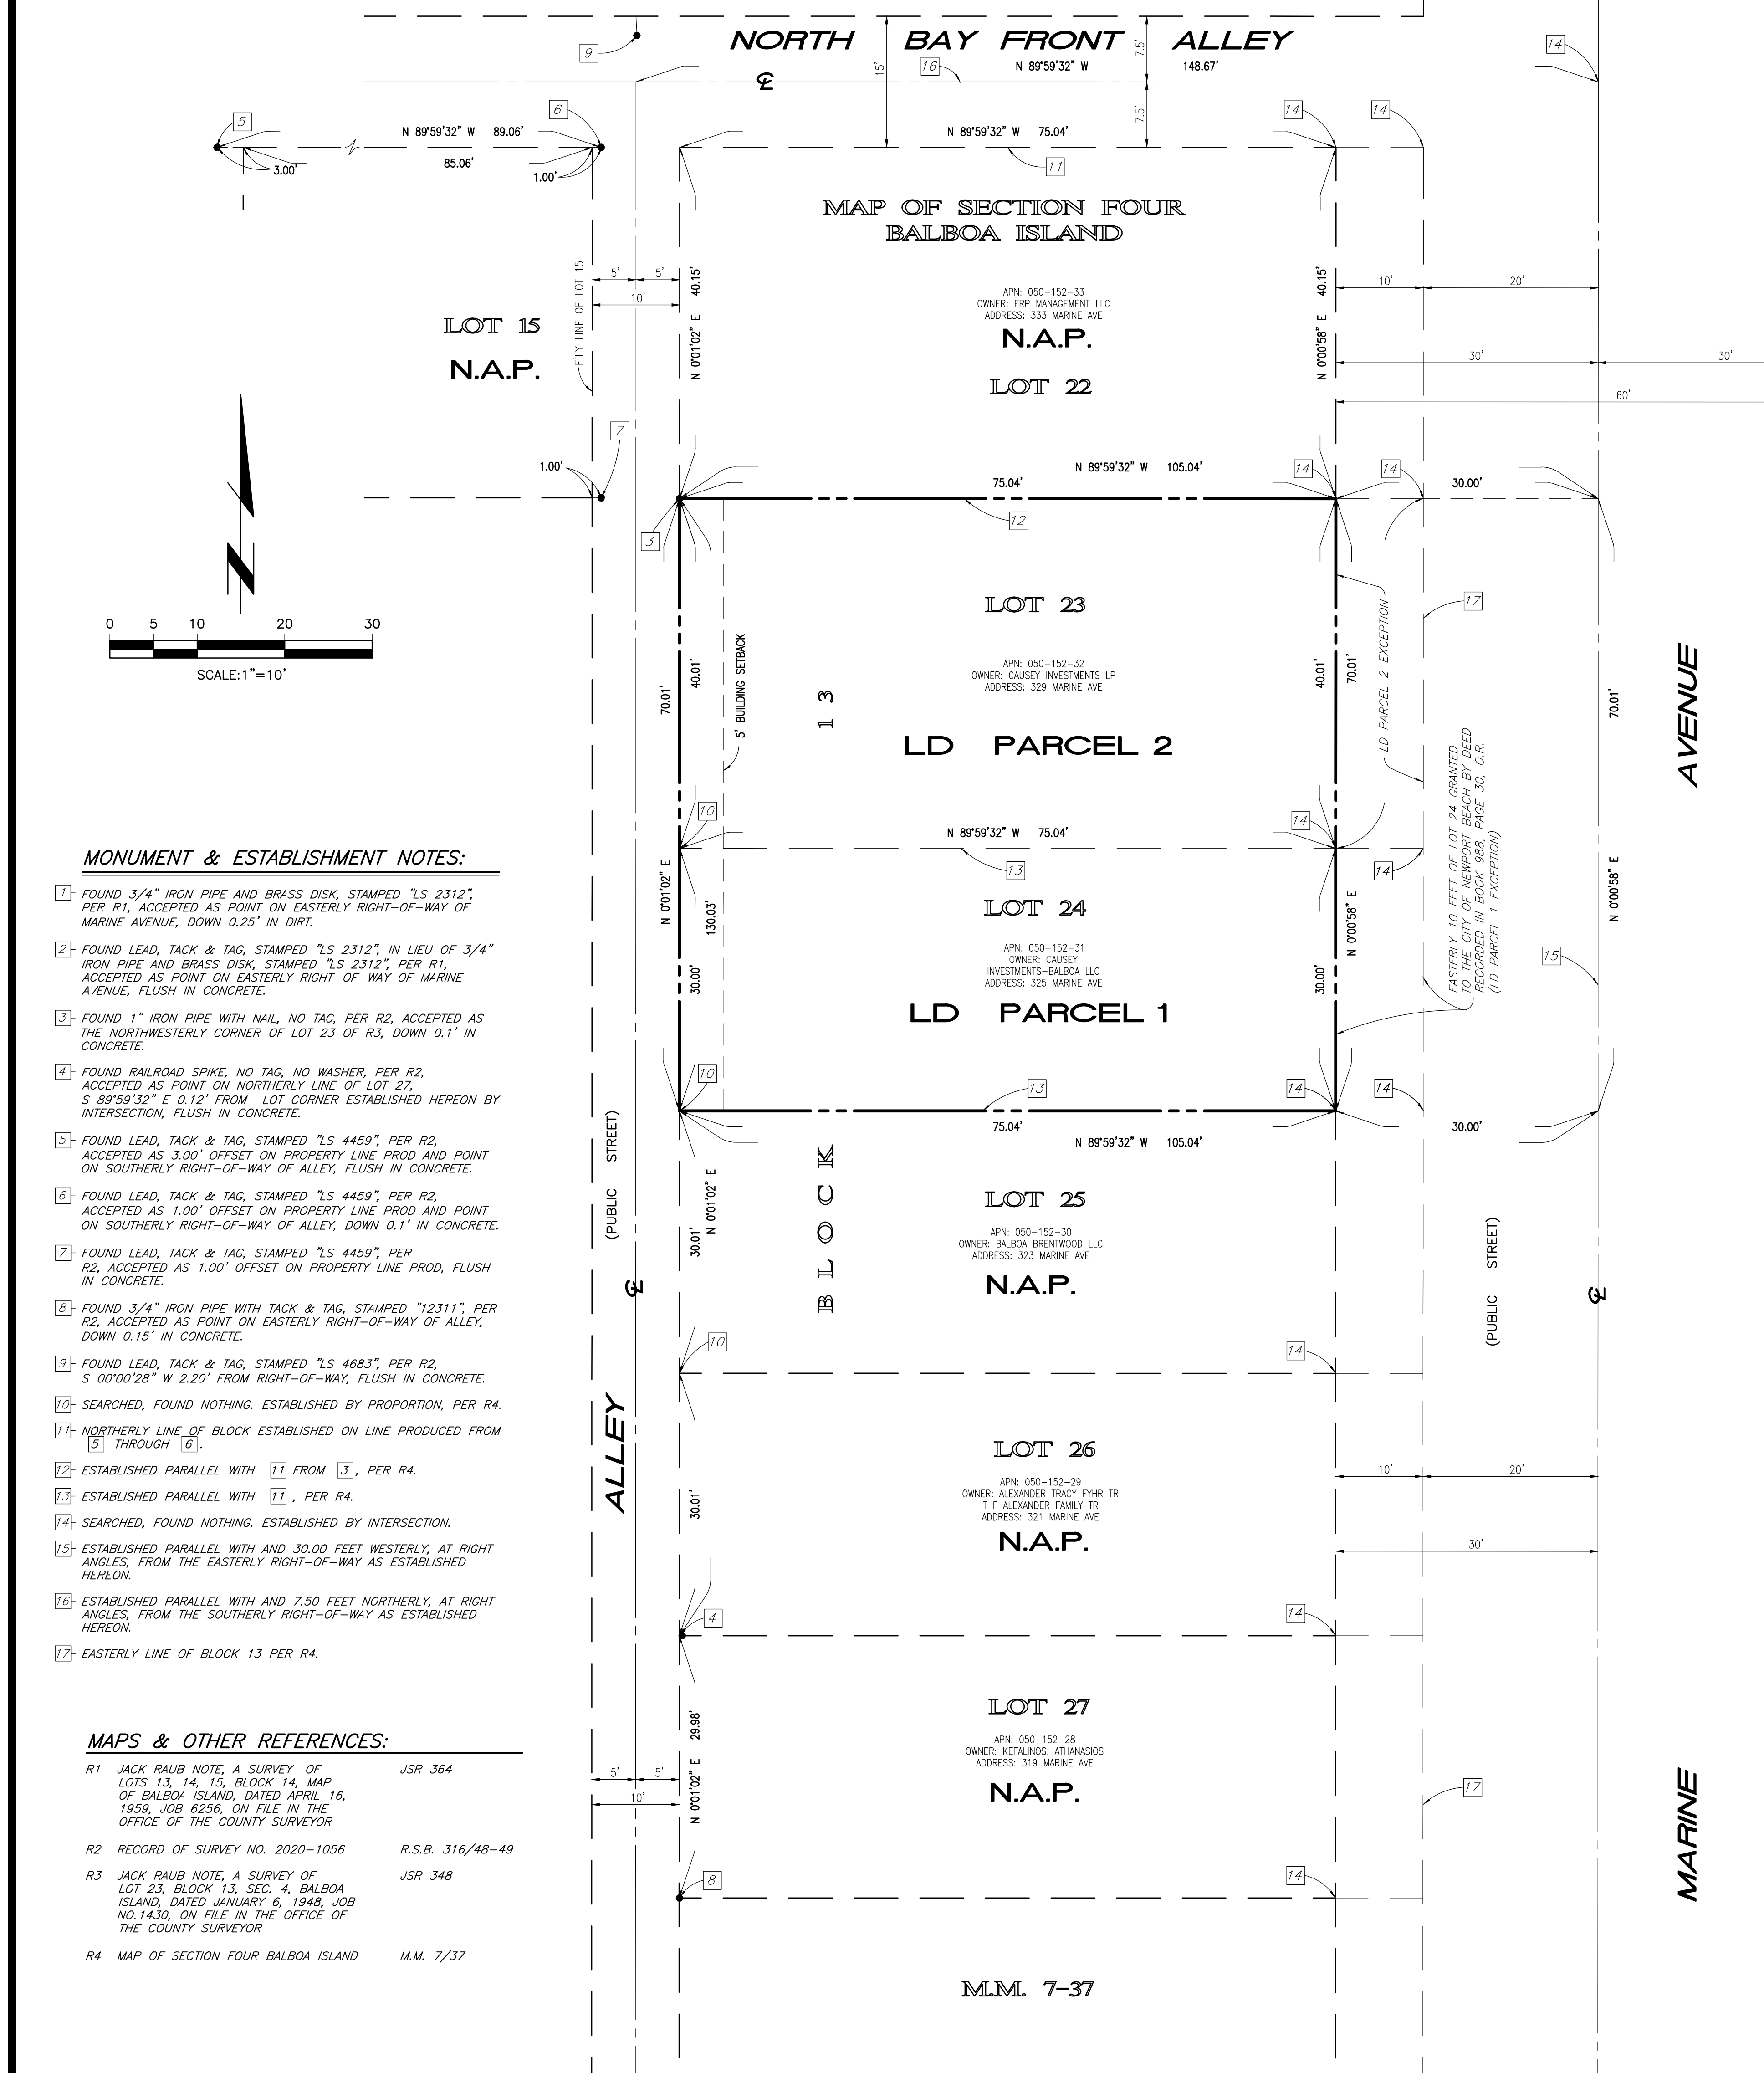 NORTH BAY FRONT ALLEY
9
14
16
N 89°59'32" W 148.67'
15'
7.5'
7.5'
℄
5
6
14
14
N 89°59'32" W 89.06'
85.06'
3.00'
1.00'
N 89°59'32" W 75.04'
11
MAP OF SECTION FOUR
BALBOA ISLAND
E'LY LINE OF LOT 15
5' 5'
10'
N 0°01'02" E 40.15'
N 0°00'58" E 40.15'
10' 20'
30' 30'
60'
APN: 050-152-33
OWNER: FRP MANAGEMENT LLC
ADDRESS: 333 MARINE AVE
N.A.P.
LOT 22
LOT 15
N.A.P.
7
1.00'
N 89°59'32" W 105.04'
75.04'
14
14
30.00'
3
12
N
0 5 10 20 30
SCALE:1"=10'
LOT 23
APN: 050-152-32
OWNER: CAUSEY INVESTMENTS LP
ADDRESS: 329 MARINE AVE
LD PARCEL 2
70.01'
40.01'
5' BUILDING SETBACK
13
40.01'
70.01'
LD PARCEL 2 EXCEPTION
17
70.01'
AVENUE
10
14
N 89°59'32" W 75.04'
13
14
N 0°01'02" E
130.03'
30.00'
LOT 24
APN: 050-152-31
OWNER: CAUSEY
INVESTMENTS-BALBOA LLC
ADDRESS: 325 MARINE AVE
LD PARCEL 1
30.00'
N 0°00'58" E
EASTERLY 10 FEET OF LOT 24 GRANTED
TO THE CITY OF NEWPORT BEACH BY DEED
RECORDED IN BOOK 988, PAGE 30, O.R.
(LD PARCEL 1 EXCEPTION)
15
N 0°00'58" E
10
13
14
14
75.04'
N 89°59'32" W 105.04'
30.00'
(PUBLIC STREET)
℄
ALLEY
N 0°01'02" E
30.01'
BLOCK
LOT 25
APN: 050-152-30
OWNER: BALBOA BRENTWOOD LLC
ADDRESS: 323 MARINE AVE
N.A.P.
(PUBLIC STREET)
℄
10
14
30.01'
LOT 26
APN: 050-152-29
OWNER: ALEXANDER TRACY FYHR TR
T F ALEXANDER FAMILY TR
ADDRESS: 321 MARINE AVE
N.A.P.
10' 20'
30'
4
14
LOT 27
APN: 050-152-28
OWNER: KEFALINOS, ATHANASIOS
ADDRESS: 319 MARINE AVE
N.A.P.
5' 5'
10'
N 0°01'02" E 29.98'
17
MARINE
8
14
M.M. 7-37
MONUMENT & ESTABLISHMENT NOTES:
1 FOUND 3/4" IRON PIPE AND BRASS DISK, STAMPED "LS 2312",
PER R1, ACCEPTED AS POINT ON EASTERLY RIGHT-OF-WAY OF
MARINE AVENUE, DOWN 0.25' IN DIRT.
2 FOUND LEAD, TACK & TAG, STAMPED "LS 2312", IN LIEU OF 3/4"
IRON PIPE AND BRASS DISK, STAMPED "LS 2312", PER R1,
ACCEPTED AS POINT ON EASTERLY RIGHT-OF-WAY OF MARINE
AVENUE, FLUSH IN CONCRETE.
3 FOUND 1" IRON PIPE WITH NAIL, NO TAG, PER R2, ACCEPTED AS
THE NORTHWESTERLY CORNER OF LOT 23 OF R3, DOWN 0.1' IN
CONCRETE.
4 FOUND RAILROAD SPIKE, NO TAG, NO WASHER, PER R2,
ACCEPTED AS POINT ON NORTHERLY LINE OF LOT 27,
S 89°59'32" E 0.12' FROM LOT CORNER ESTABLISHED HEREON BY
INTERSECTION, FLUSH IN CONCRETE.
5 FOUND LEAD, TACK & TAG, STAMPED "LS 4459", PER R2,
ACCEPTED AS 3.00' OFFSET ON PROPERTY LINE PROD AND POINT
ON SOUTHERLY RIGHT-OF-WAY OF ALLEY, FLUSH IN CONCRETE.
6 FOUND LEAD, TACK & TAG, STAMPED "LS 4459", PER R2,
ACCEPTED AS 1.00' OFFSET ON PROPERTY LINE PROD AND POINT
ON SOUTHERLY RIGHT-OF-WAY OF ALLEY, DOWN 0.1' IN CONCRETE.
7 FOUND LEAD, TACK & TAG, STAMPED "LS 4459", PER
R2, ACCEPTED AS 1.00' OFFSET ON PROPERTY LINE PROD, FLUSH
IN CONCRETE.
8 FOUND 3/4" IRON PIPE WITH TACK & TAG, STAMPED "12311", PER
R2, ACCEPTED AS POINT ON EASTERLY RIGHT-OF-WAY OF ALLEY,
DOWN 0.15' IN CONCRETE.
9 FOUND LEAD, TACK & TAG, STAMPED "LS 4683", PER R2,
S 00°00'28" W 2.20' FROM RIGHT-OF-WAY, FLUSH IN CONCRETE.
10 SEARCHED, FOUND NOTHING. ESTABLISHED BY PROPORTION, PER R4.
11 NORTHERLY LINE OF BLOCK ESTABLISHED ON LINE PRODUCED FROM
5 THROUGH 6.
12 ESTABLISHED PARALLEL WITH 11 FROM 3, PER R4.
13 ESTABLISHED PARALLEL WITH 11, PER R4.
14 SEARCHED, FOUND NOTHING. ESTABLISHED BY INTERSECTION.
15 ESTABLISHED PARALLEL WITH AND 30.00 FEET WESTERLY, AT RIGHT
ANGLES, FROM THE EASTERLY RIGHT-OF-WAY AS ESTABLISHED
HEREON.
16 ESTABLISHED PARALLEL WITH AND 7.50 FEET NORTHERLY, AT RIGHT
ANGLES, FROM THE SOUTHERLY RIGHT-OF-WAY AS ESTABLISHED
HEREON.
17 EASTERLY LINE OF BLOCK 13 PER R4.
MAPS & OTHER REFERENCES:
R1 JACK RAUB NOTE, A SURVEY OF JSR 364
LOTS 13, 14, 15, BLOCK 14, MAP
OF BALBOA ISLAND, DATED APRIL 16,
1959, JOB 6256, ON FILE IN THE
OFFICE OF THE COUNTY SURVEYOR
R2 RECORD OF SURVEY NO. 2020-1056 R.S.B. 316/48-49
R3 JACK RAUB NOTE, A SURVEY OF JSR 348
LOT 23, BLOCK 13, SEC. 4, BALBOA
ISLAND, DATED JANUARY 6, 1948, JOB
NO.1430, ON FILE IN THE OFFICE OF
THE COUNTY SURVEYOR
R4 MAP OF SECTION FOUR BALBOA ISLAND M.M. 7/37